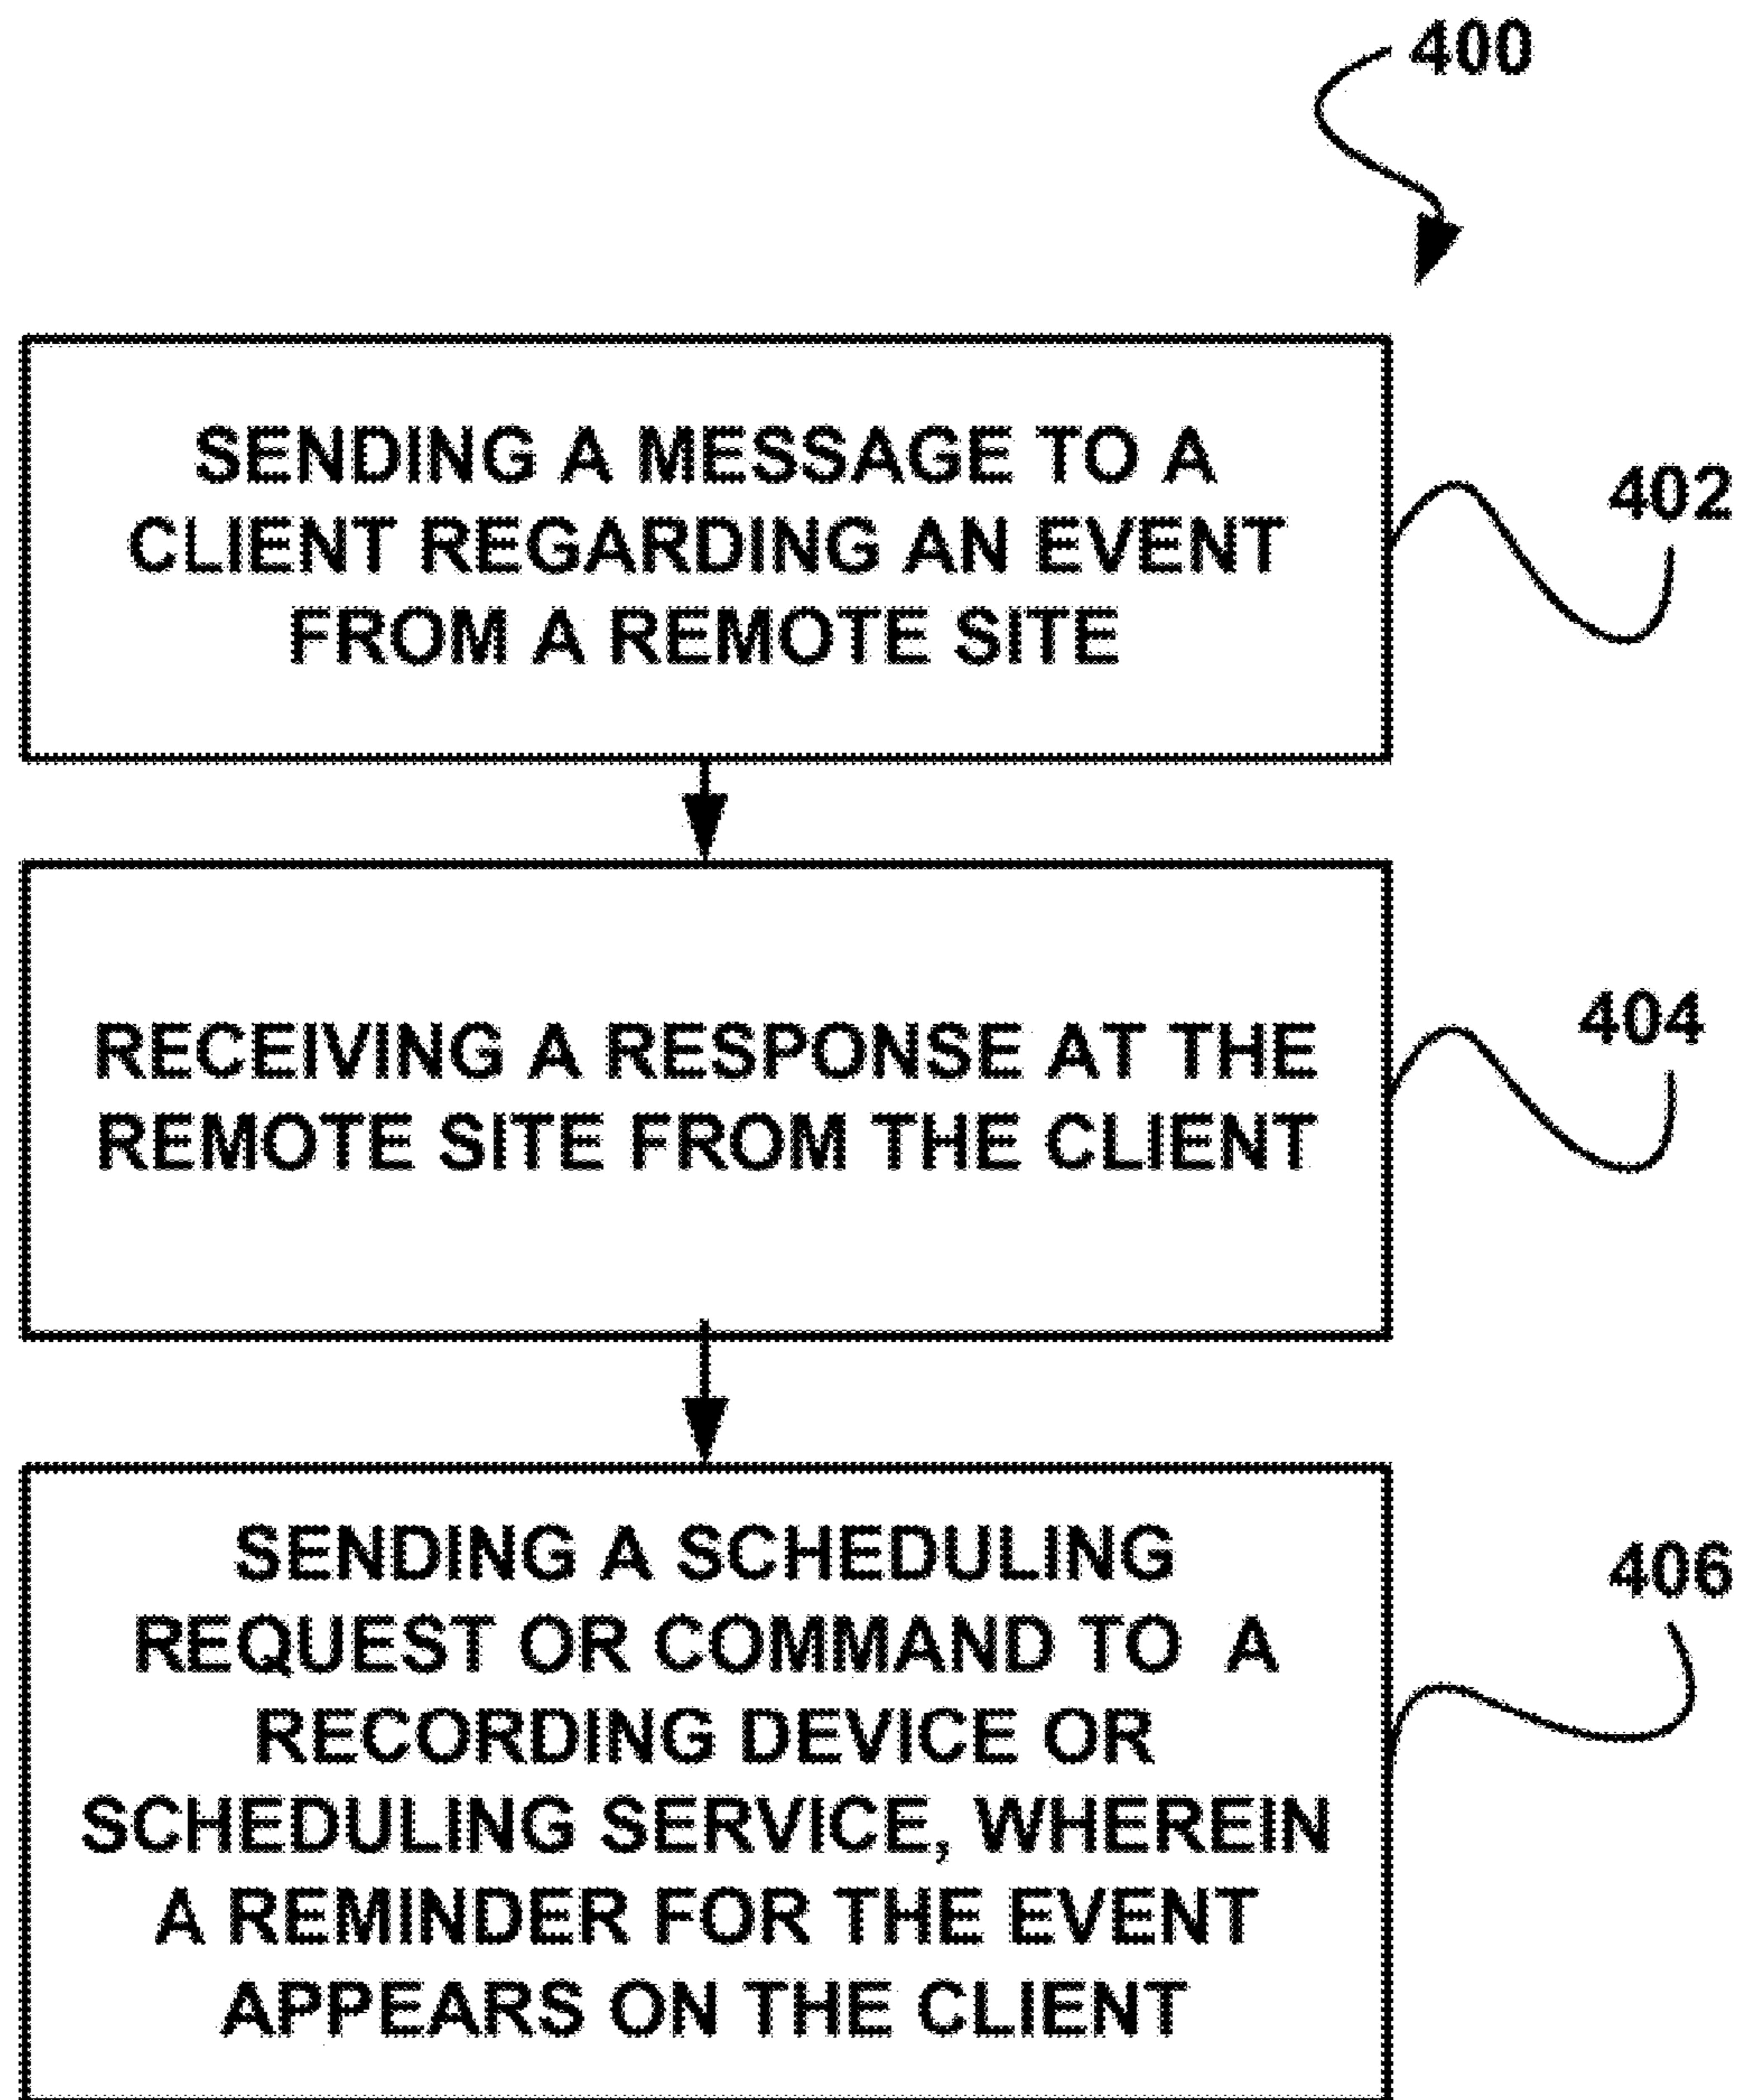 400
SENDING A MESSAGE TO A
CLIENT REGARDING AN EVENT
FROM A REMOTE SITE
402
RECEIVING A RESPONSE AT THE
REMOTE SITE FROM THE CLIENT
404
SENDING A SCHEDULING
REQUEST OR COMMAND TO A
RECORDING DEVICE OR
SCHEDULING SERVICE, WHEREIN
A REMINDER FOR THE EVENT
APPEARS ON THE CLIENT
406